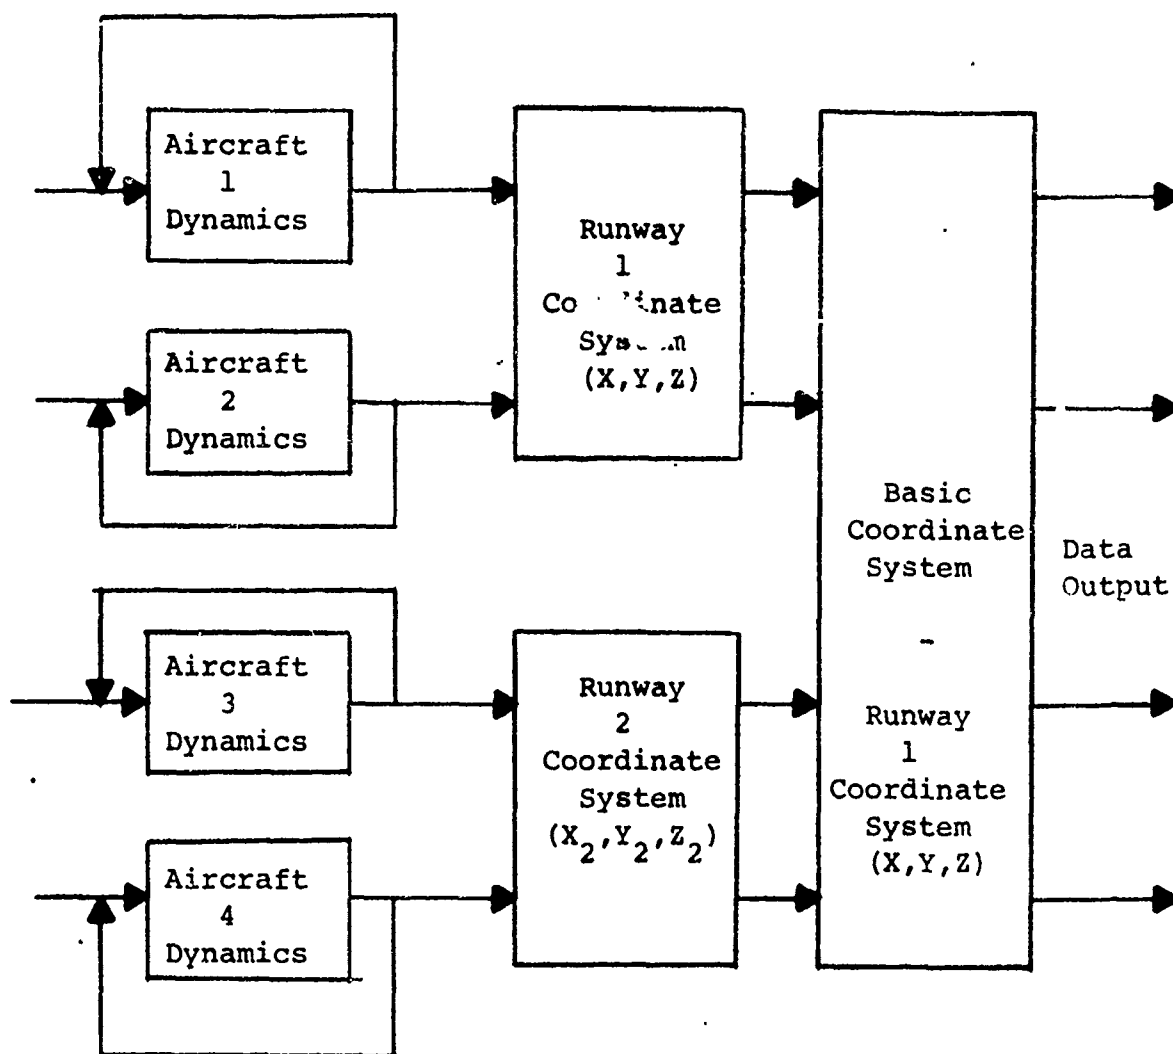 Aircraft
1
Dynamics
Aircraft
2
Dynamics
Aircraft
3
Dynamics
Aircraft
4
Dynamics
Runway
1
(X,Y,Z)
Runway
2
Coordinate
System
(X₂,Y₂,Z₂)
Basic
Coordinate
System
-
Runway
1
Coordinate
System
(X,Y,Z)
Data
Output